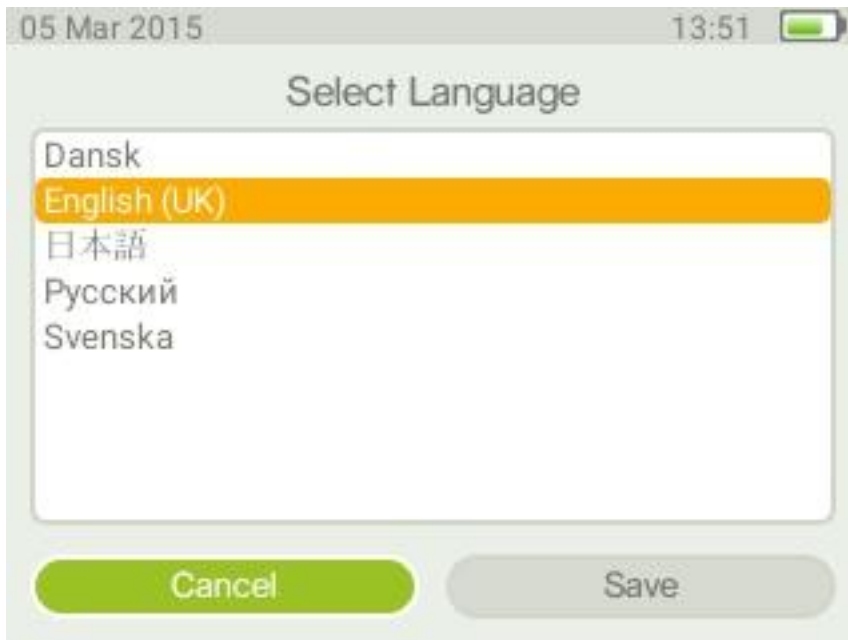 05 Mar 2015 13:51
Select Language
Dansk
English (UK)
日本語
Русский
Svenska
Cancel Save